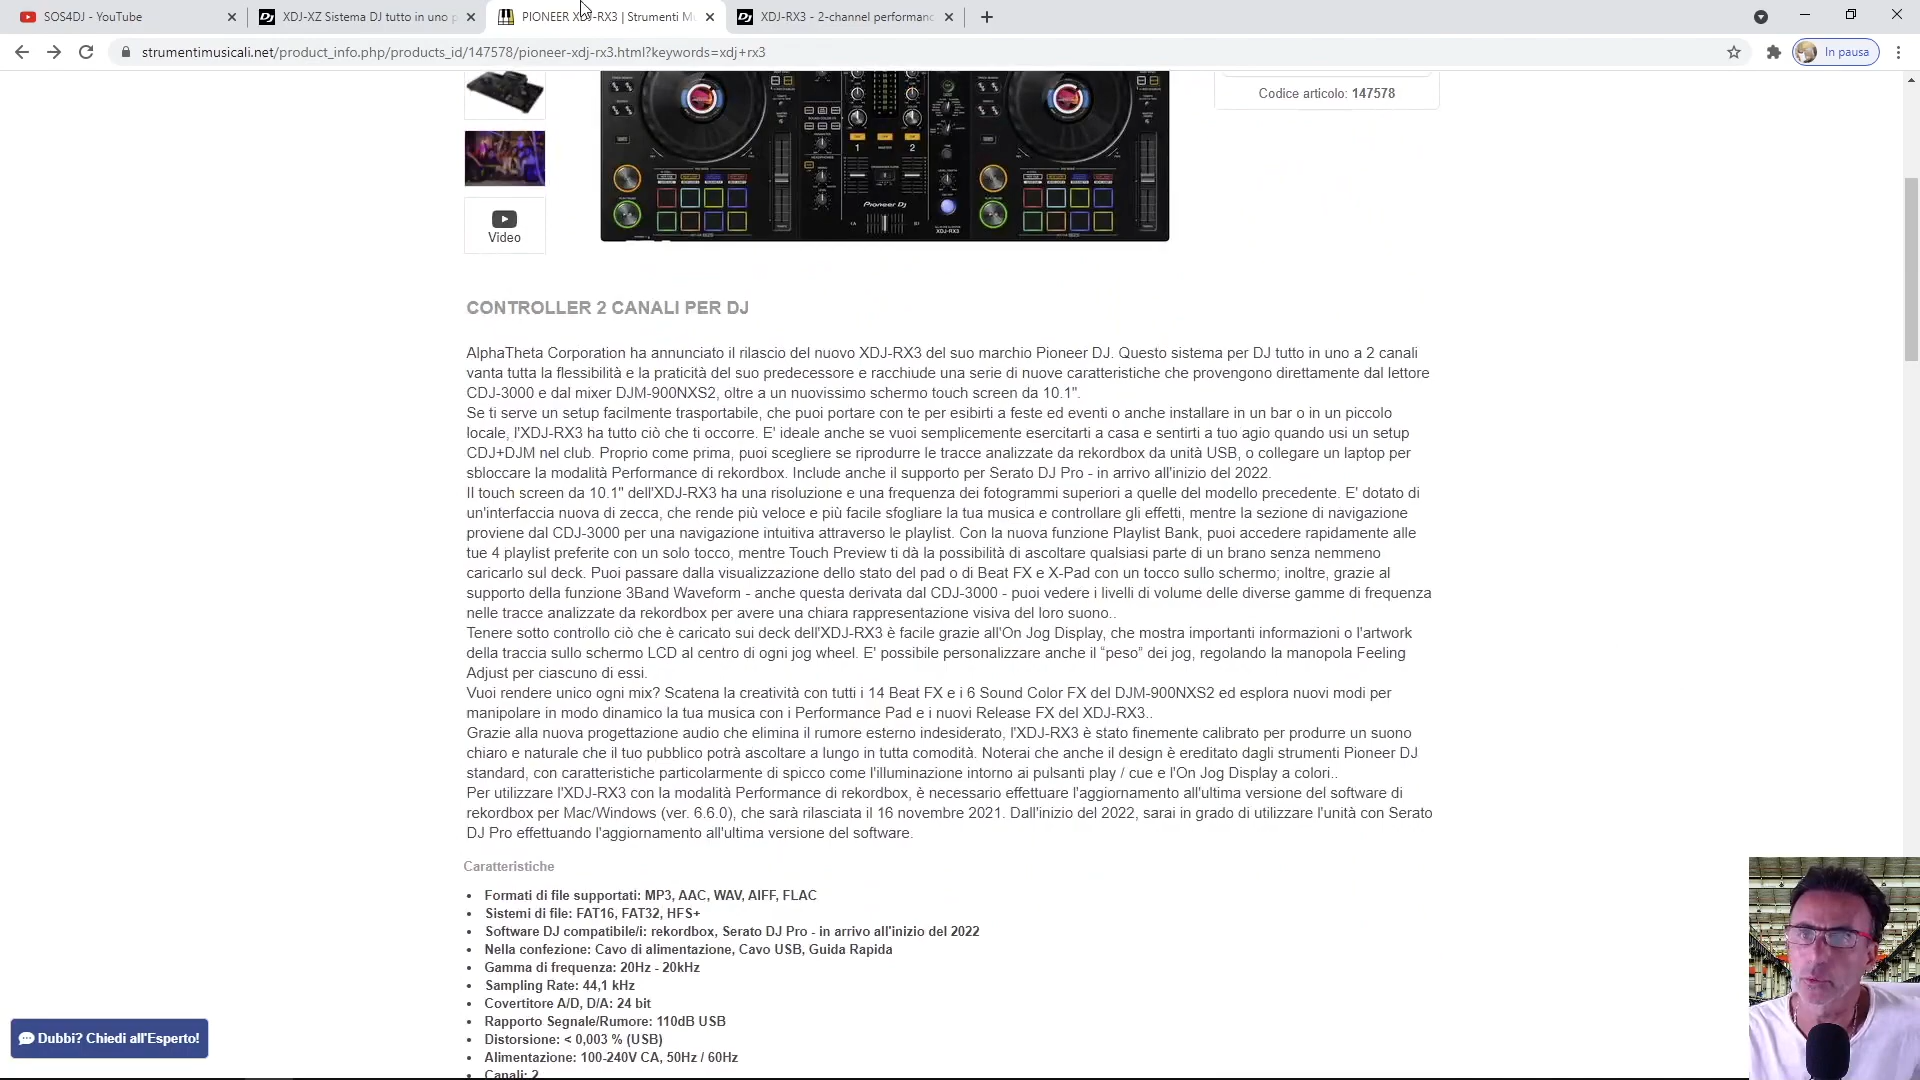 SOS4DJ - YouTube
XDJ-XZ Sistema DJ tutto in uno p
PIONEER XDJ-RX3 | Strumenti Mu
XDJ-RX3 - 2-channel performanc
strumentimusicali.net/product_info.php/products_id/147578/pioneer-xdj-rx3.html?keywords=xdj+rx3
In pausa
Codice articolo: 147578
Video
1
2
Pioneer Dj
XDJ-RX3
CONTROLLER 2 CANALI PER DJ
AlphaTheta Corporation ha annunciato il rilascio del nuovo XDJ-RX3 del suo marchio Pioneer DJ. Questo sistema per DJ tutto in uno a 2 canali
vanta tutta la flessibilità e la praticità del suo predecessore e racchiude una serie di nuove caratteristiche che provengono direttamente dal lettore
CDJ-3000 e dal mixer DJM-900NXS2, oltre a un nuovissimo schermo touch screen da 10.1".
Se ti serve un setup facilmente trasportabile, che puoi portare con te per esibirti a feste ed eventi o anche installare in un bar o in un piccolo
locale, l'XDJ-RX3 ha tutto ciò che ti occorre. E' ideale anche se vuoi semplicemente esercitarti a casa e sentirti a tuo agio quando usi un setup
CDJ+DJM nel club. Proprio come prima, puoi scegliere se riprodurre le tracce analizzate da rekordbox da unità USB, o collegare un laptop per
sbloccare la modalità Performance di rekordbox. Include anche il supporto per Serato DJ Pro - in arrivo all'inizio del 2022.
Il touch screen da 10.1" dell'XDJ-RX3 ha una risoluzione e una frequenza dei fotogrammi superiori a quelle del modello precedente. E' dotato di
un'interfaccia nuova di zecca, che rende più veloce e più facile sfogliare la tua musica e controllare gli effetti, mentre la sezione di navigazione
proviene dal CDJ-3000 per una navigazione intuitiva attraverso le playlist. Con la nuova funzione Playlist Bank, puoi accedere rapidamente alle
tue 4 playlist preferite con un solo tocco, mentre Touch Preview ti dà la possibilità di ascoltare qualsiasi parte di un brano senza nemmeno
caricarlo sul deck. Puoi passare dalla visualizzazione dello stato del pad o di Beat FX e X-Pad con un tocco sullo schermo; inoltre, grazie al
supporto della funzione 3Band Waveform - anche questa derivata dal CDJ-3000 - puoi vedere i livelli di volume delle diverse gamme di frequenza
nelle tracce analizzate da rekordbox per avere una chiara rappresentazione visiva del loro suono..
Tenere sotto controllo ciò che è caricato sui deck dell'XDJ-RX3 è facile grazie all'On Jog Display, che mostra importanti informazioni o l'artwork
della traccia sullo schermo LCD al centro di ogni jog wheel. E' possibile personalizzare anche il “peso” dei jog, regolando la manopola Feeling
Adjust per ciascuno di essi.
Vuoi rendere unico ogni mix? Scatena la creatività con tutti i 14 Beat FX e i 6 Sound Color FX del DJM-900NXS2 ed esplora nuovi modi per
manipolare in modo dinamico la tua musica con i Performance Pad e i nuovi Release FX del XDJ-RX3..
Grazie alla nuova progettazione audio che elimina il rumore esterno indesiderato, l'XDJ-RX3 è stato finemente calibrato per produrre un suono
chiaro e naturale che il tuo pubblico potrà ascoltare a lungo in tutta comodità. Noterai che anche il design è ereditato dagli strumenti Pioneer DJ
standard, con caratteristiche particolarmente di spicco come l'illuminazione intorno ai pulsanti play / cue e l'On Jog Display a colori..
Per utilizzare l'XDJ-RX3 con la modalità Performance di rekordbox, è necessario effettuare l'aggiornamento all'ultima versione del software di
rekordbox per Mac/Windows (ver. 6.6.0), che sarà rilasciata il 16 novembre 2021. Dall'inizio del 2022, sarai in grado di utilizzare l'unità con Serato
DJ Pro effettuando l'aggiornamento all'ultima versione del software.
Caratteristiche
• Formati di file supportati: MP3, AAC, WAV, AIFF, FLAC
• Sistemi di file: FAT16, FAT32, HFS+
• Software DJ compatibile/i: rekordbox, Serato DJ Pro - in arrivo all'inizio del 2022
• Nella confezione: Cavo di alimentazione, Cavo USB, Guida Rapida
• Gamma di frequenza: 20Hz - 20kHz
• Sampling Rate: 44,1 kHz
• Covertitore A/D, D/A: 24 bit
• Rapporto Segnale/Rumore: 110dB USB
• Distorsione: < 0,003 % (USB)
• Alimentazione: 100-240V CA, 50Hz / 60Hz
• Canali: 2
Dubbi? Chiedi all'Esperto!